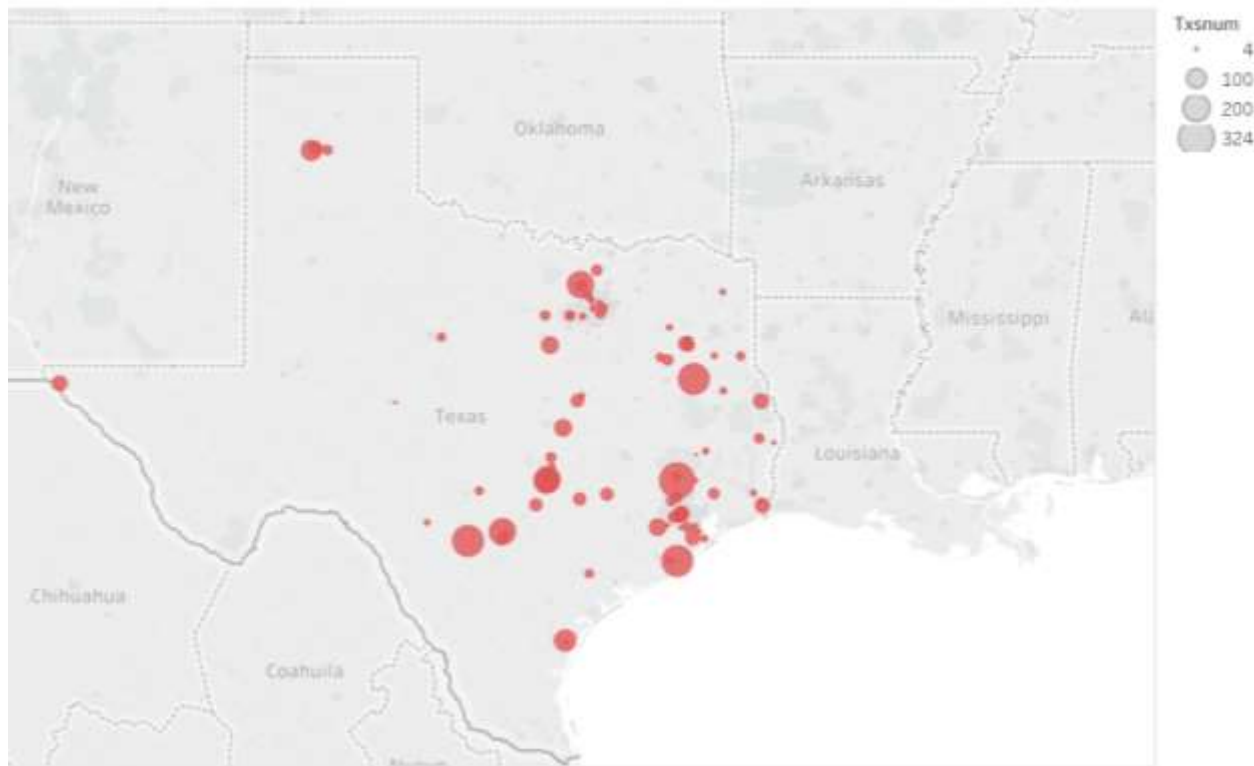 Txsnum
4
100
200
324
Oklahoma
New
Mexico
Arkansas
Mississippi
Texas
Louisiana
Chihuahua
Coahuila